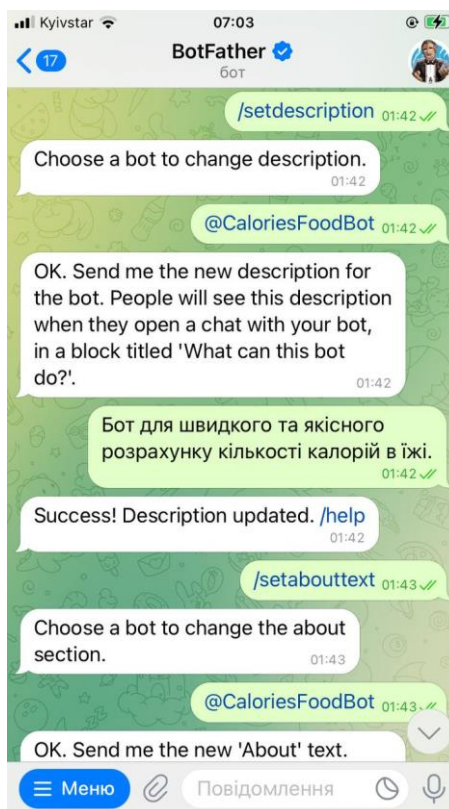 Kyivstar
07:03
17
BotFather
бот
/setdescription 01:42
Choose a bot to change description.
01:42
@CaloriesFoodBot 01:42
OK. Send me the new description for
the bot. People will see this description
when they open a chat with your bot,
in a block titled 'What can this bot
do?'.
01:42
Бот для швидкого та якісного
розрахунку кількості калорій в їжі.
01:42
Success! Description updated. /help
01:42
/setabouttext 01:43
Choose a bot to change the about
section.
01:43
@CaloriesFoodBot 01:43
OK. Send me the new 'About' text.
Меню
Повідомлення